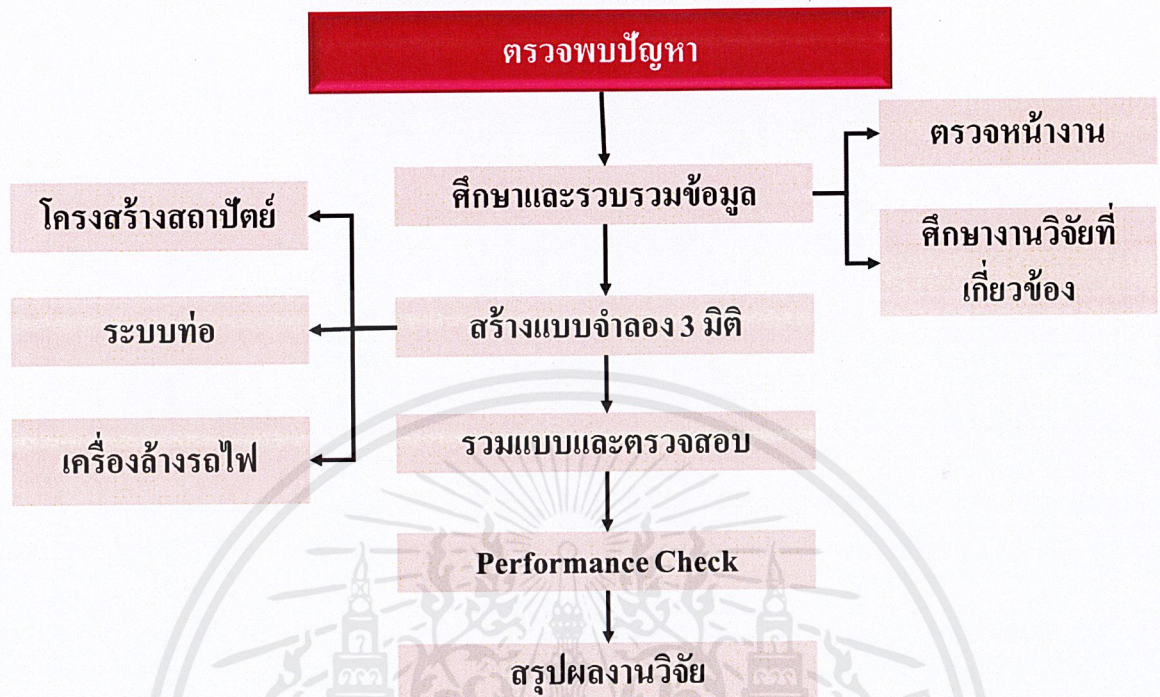 ตรวจพบปัญหา
ตรวจหน้างาน
ศึกษาและรวบรวมข้อมูล
โครงสร้างสถาปัตย์
ศึกษางานวิจัยที่
เกี่ยวข้อง
สร้างแบบจำลอง 3 มิติ
ระบบท่อ
รวมแบบและตรวจสอบ
เครื่องล้างรถไฟ
Performance Check
สรุปผลงานวิจัย